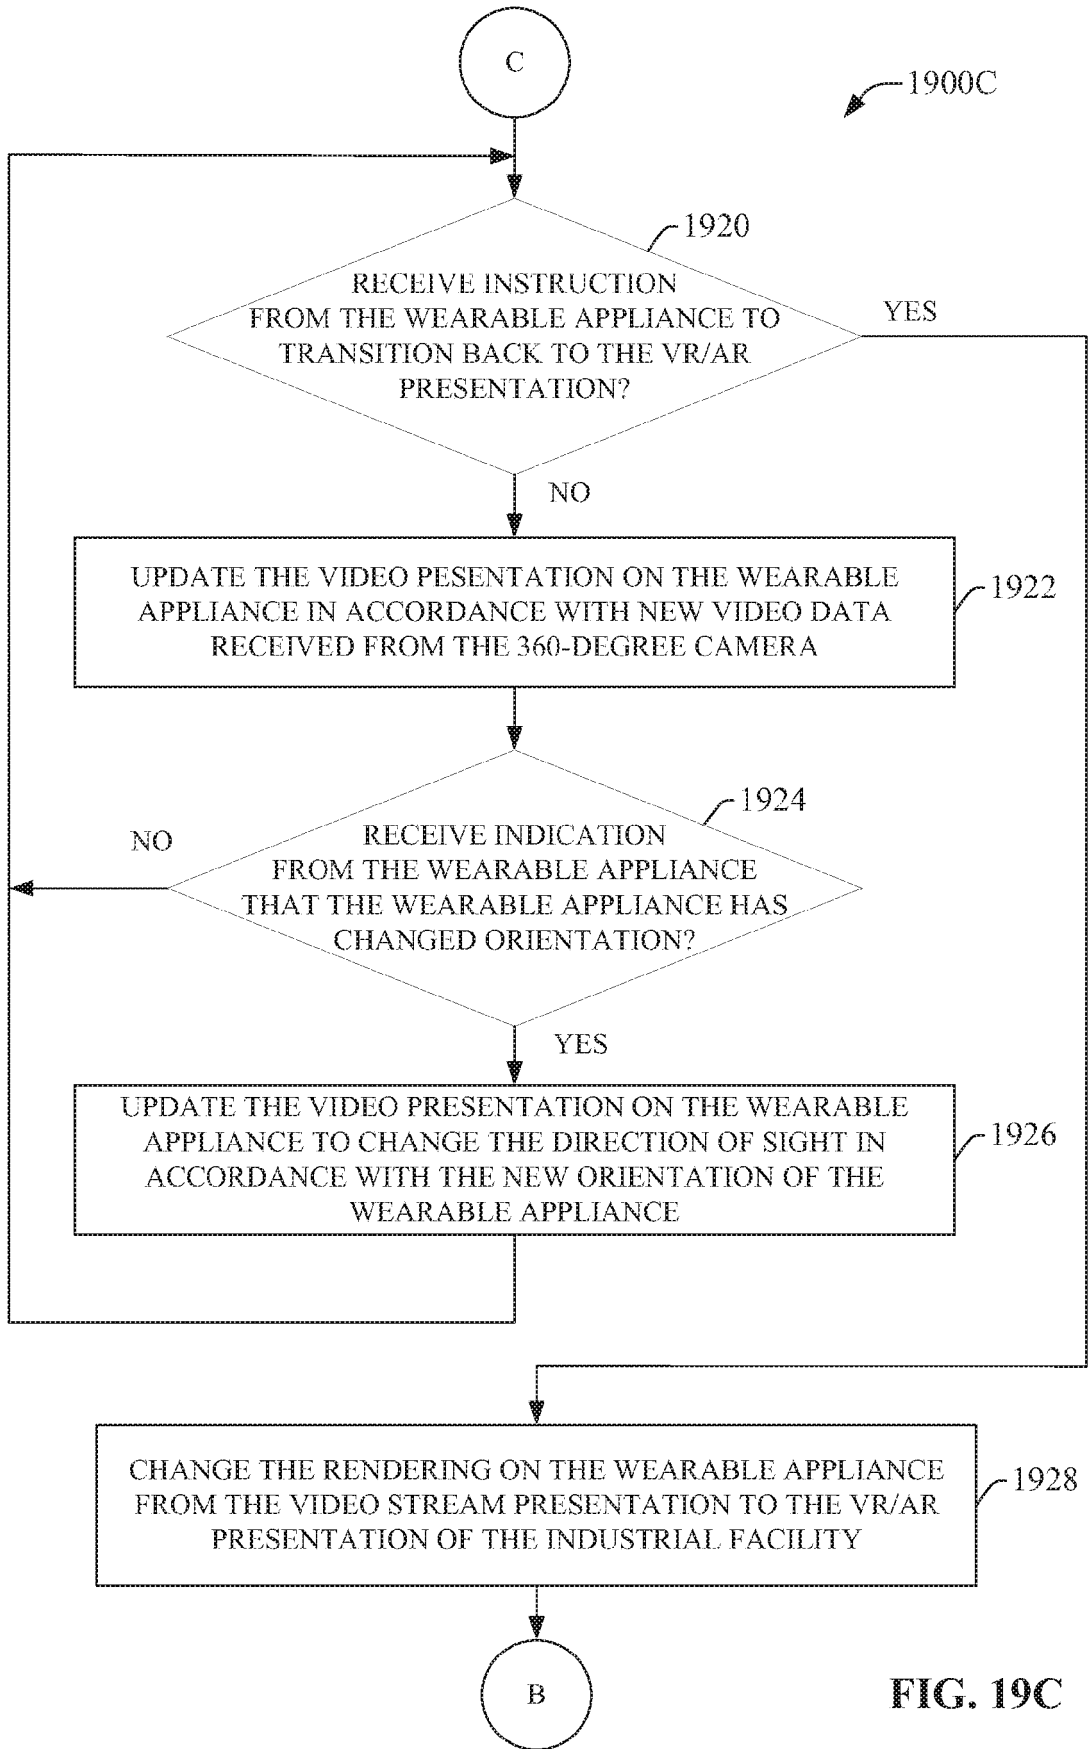 C
1900C
1920
RECEIVE INSTRUCTION
FROM THE WEARABLE APPLIANCE TO
TRANSITION BACK TO THE VR/AR
PRESENTATION?
YES
NO
UPDATE THE VIDEO PESENTATION ON THE WEARABLE
APPLIANCE IN ACCORDANCE WITH NEW VIDEO DATA
RECEIVED FROM THE 360-DEGREE CAMERA
1922
1924
NO
RECEIVE INDICATION
FROM THE WEARABLE APPLIANCE
THAT THE WEARABLE APPLIANCE HAS
CHANGED ORIENTATION?
YES
UPDATE THE VIDEO PRESENTATION ON THE WEARABLE
APPLIANCE TO CHANGE THE DIRECTION OF SIGHT IN
ACCORDANCE WITH THE NEW ORIENTATION OF THE
WEARABLE APPLIANCE
1926
CHANGE THE RENDERING ON THE WEARABLE APPLIANCE
FROM THE VIDEO STREAM PRESENTATION TO THE VR/AR
PRESENTATION OF THE INDUSTRIAL FACILITY
1928
B
FIG. 19C